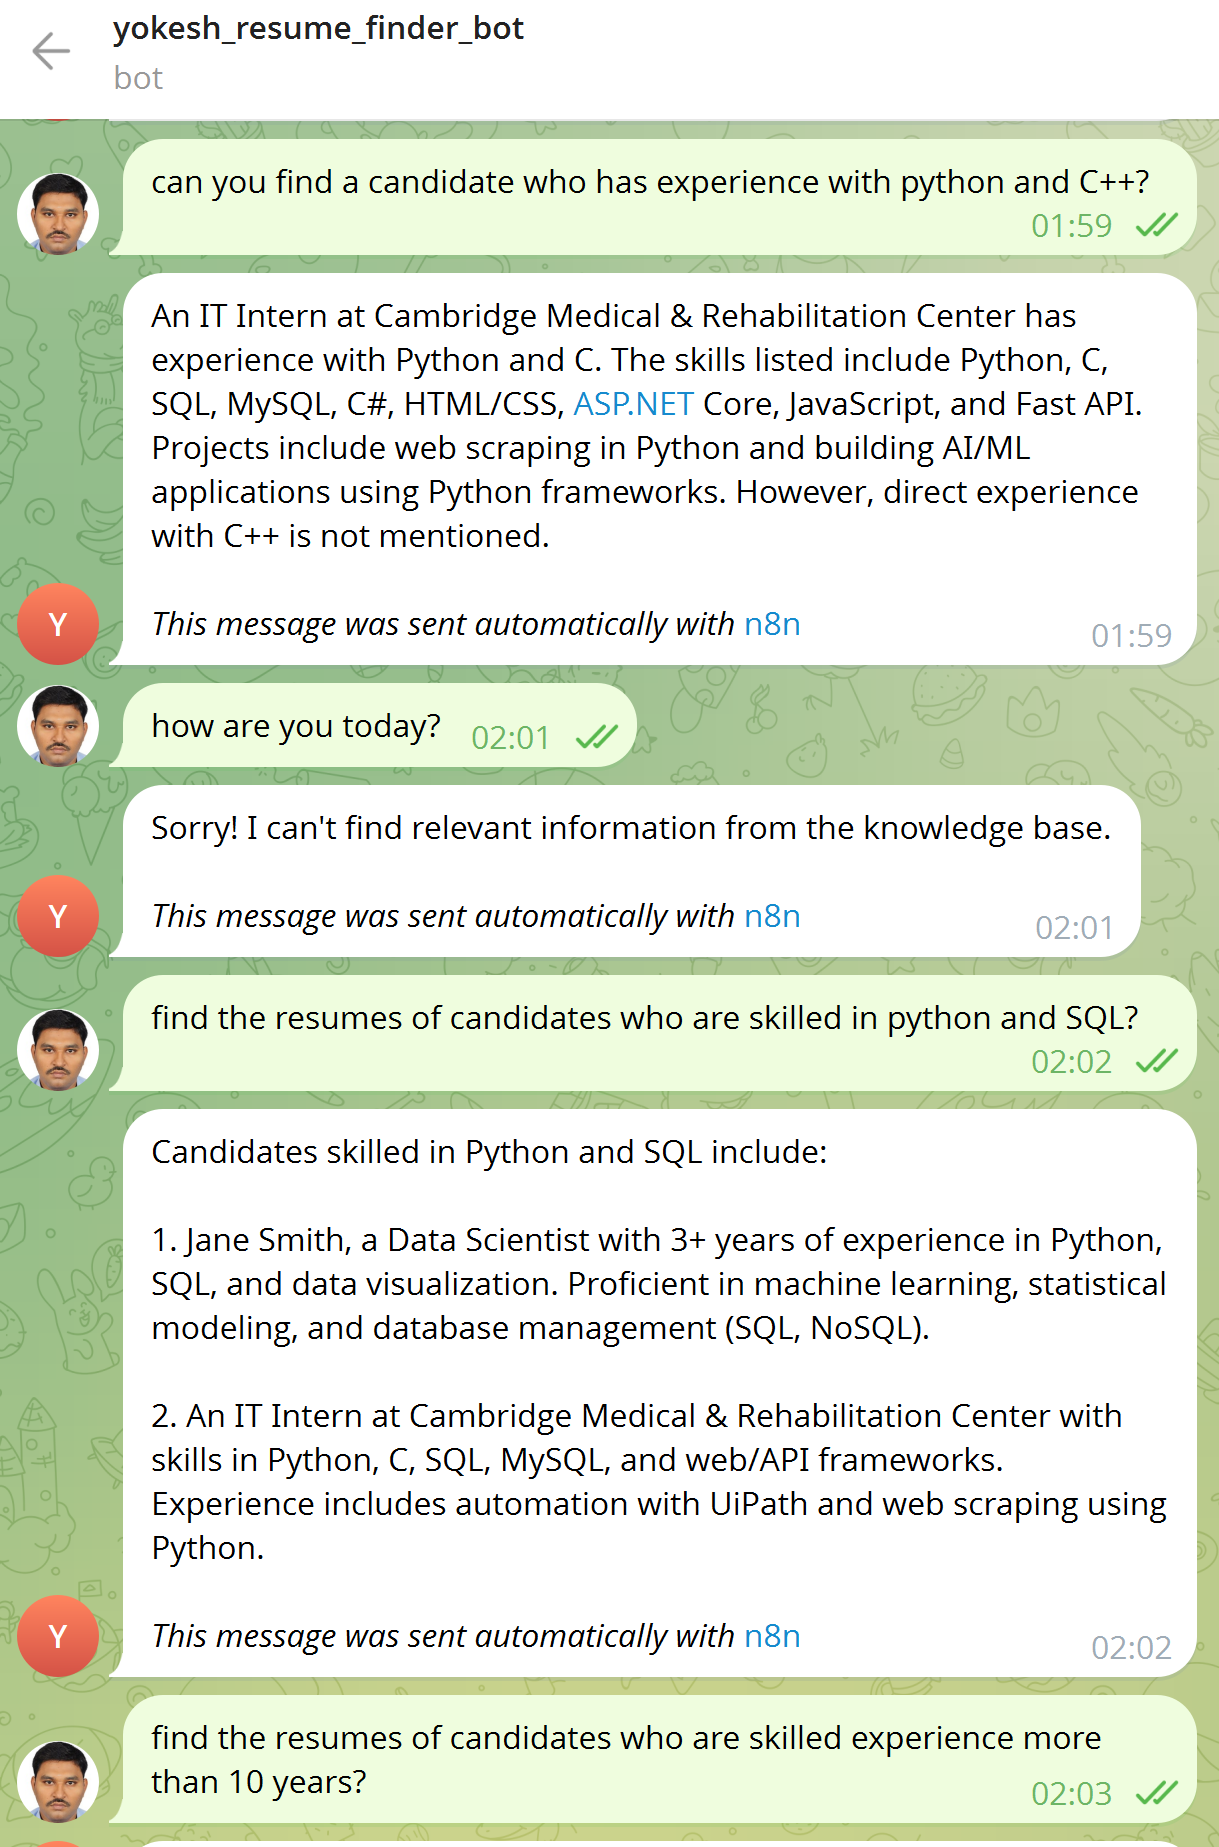 yokesh_resume_finder_bot
bot
can you find a candidate who has experience with python and C++?
01:59
An IT Intern at Cambridge Medical & Rehabilitation Center has
experience with Python and C. The skills listed include Python, C,
SQL, MySQL, C#, HTML/CSS, ASP.NET Core, JavaScript, and Fast API.
Projects include web scraping in Python and building AI/ML
applications using Python frameworks. However, direct experience
with C++ is not mentioned.
Y
This message was sent automatically with n8n
01:59
how are you today?
02:01
Sorry! I can't find relevant information from the knowledge base.
Y
This message was sent automatically with n8n
02:01
find the resumes of candidates who are skilled in python and SQL?
02:02
Candidates skilled in Python and SQL include:
1. Jane Smith, a Data Scientist with 3+ years of experience in Python,
SQL, and data visualization. Proficient in machine learning, statistical
modeling, and database management (SQL, NoSQL).
2. An IT Intern at Cambridge Medical & Rehabilitation Center with
skills in Python, C, SQL, MySQL, and web/API frameworks.
Experience includes automation with UiPath and web scraping using
Python.
Y
This message was sent automatically with n8n
02:02
find the resumes of candidates who are skilled experience more
than 10 years?
02:03